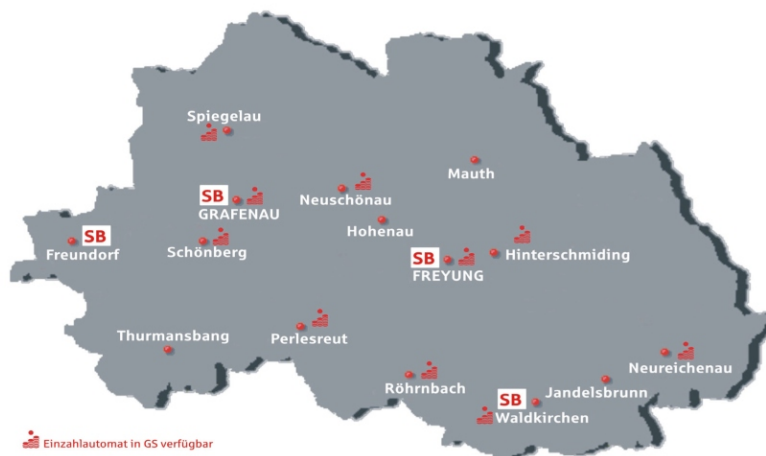 Spiegelau
Mauth
SB
GRAFENAU
Neuschönau
Hohenau
SB
Freundorf
Schönberg
SB
FREYUNG
Hinterschmiding
Thurmansbang
Perlesreut
Neureichenau
Röhrnbach
Jandelsbrunn
SB
Waldkirchen
Einzahlautomat in GS verfügbar